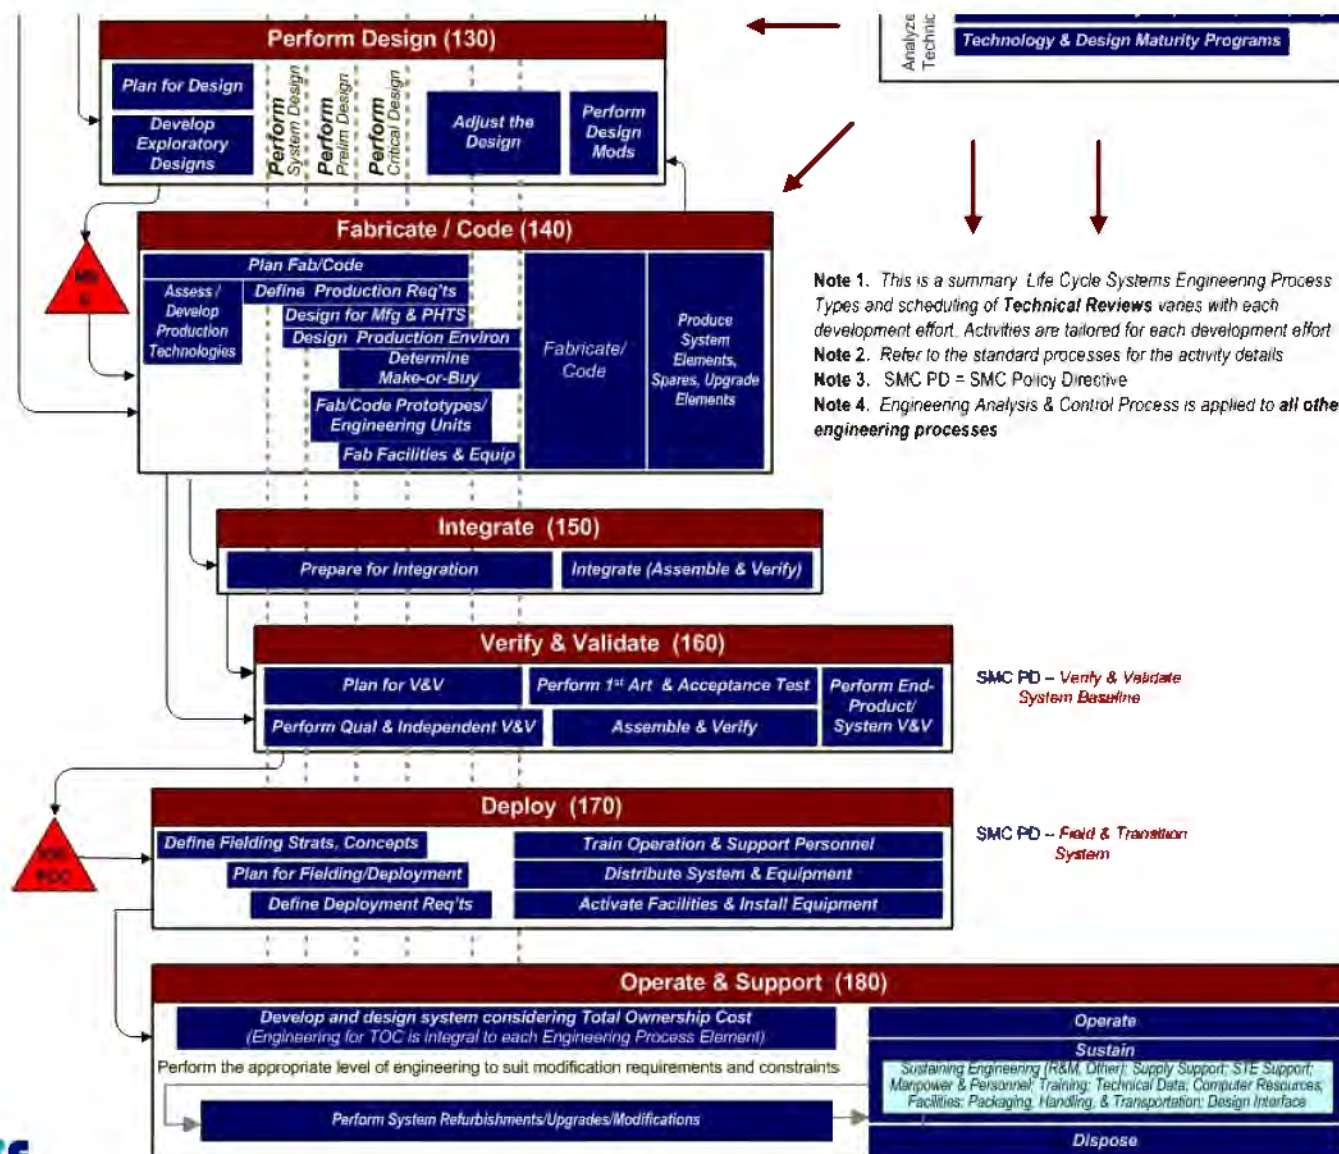 Perform Design (130)
Plan for Design
Develop
Exploratory
Designs
Perform
System Design
Perform
Prelim Design
Perform
Critical Design
Adjust the
Design
Perform
Design
Mods
Analyze
Technic
Technology & Design Maturity Programs
Fabricate / Code (140)
Plan Fab/Code
Assess /
Develop
Production
Technologies
Define Production Req'ts
Design for Mfg & PHTS
Design Production Environ
Determine
Make-or-Buy
Fab/Code Prototypes/
Engineering Units
Fab Facilities & Equip
Fabricate/
Code
Produce
System
Elements,
Spares, Upgrade
Elements
Note 1. This is a summary Life Cycle Systems Engineering Process
Types and scheduling of Technical Reviews varies with each
development effort. Activities are tailored for each development effort
Note 2. Refer to the standard processes for the activity details
Note 3. SMC PD = SMC Policy Directive
Note 4. Engineering Analysis & Control Process is applied to all othe
engineering processes
Integrate (150)
Prepare for Integration
Integrate (Assemble & Verify)
Verify & Validate (160)
Plan for V&V
Perform 1st Art & Acceptance Test
Perform End-
Product/
System V&V
Perform Qual & Independent V&V
Assemble & Verify
SMC PD – Verify & Validate
System Baseline
Deploy (170)
Define Fielding Strats, Concepts
Plan for Fielding/Deployment
Define Deployment Req'ts
Train Operation & Support Personnel
Distribute System & Equipment
Activate Facilities & Install Equipment
SMC PD – Field & Transition
System
Operate & Support (180)
Develop and design system considering Total Ownership Cost
(Engineering for TOC is integral to each Engineering Process Element)
Perform the appropriate level of engineering to suit modification requirements and constraints
Perform System Refurbishments/Upgrades/Modifications
Operate
Sustain
Sustaining Engineering (R&M, Other); Supply Support; STE Support;
Manpower & Personnel; Training; Technical Data; Computer Resources;
Facilities; Packaging, Handling, & Transportation; Design Interface
Dispose